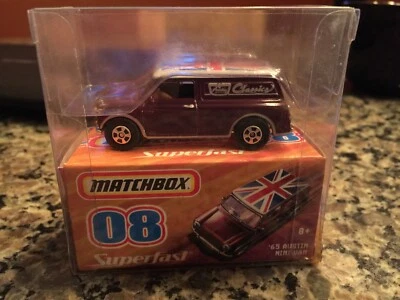 Classics
Superfast
MATCHBOX
08
Superfast
8+
'65 AUSTIN
MINI VAN